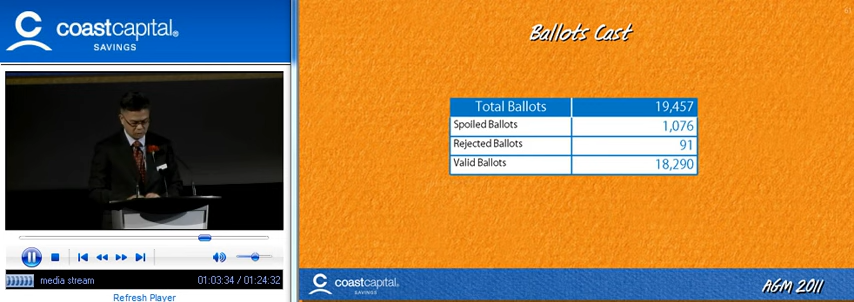 coastcapital®
SAVINGS
media stream 01:03:34 / 01:24:32
Refresh Player
Ballots Cast
Total Ballots 19,457
Spoiled Ballots 1,076
Rejected Ballots 91
Valid Ballots 18,290
coastcapital®
SAVINGS
AGM 2011